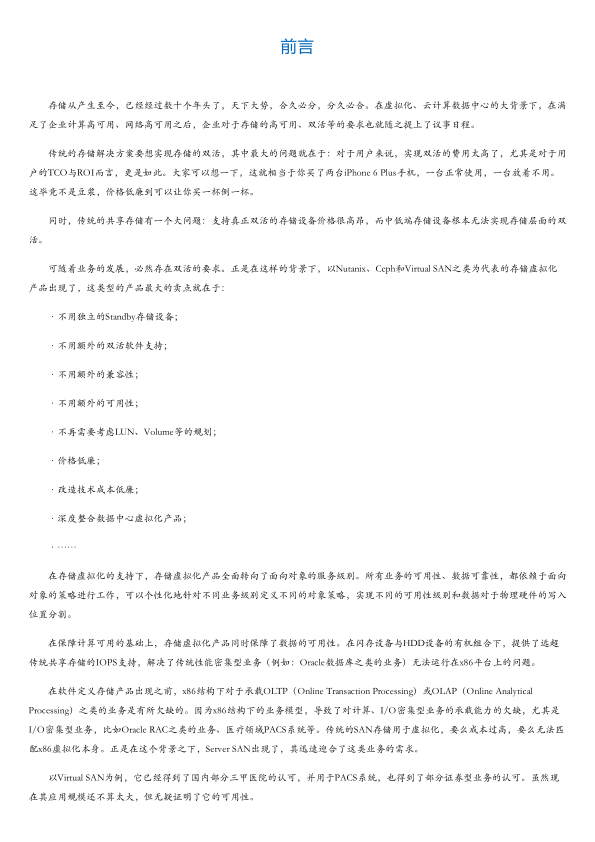 前言
存储从产生至今，已经经过数十个年头了，天下大势，合久必分，分久必合。在虚拟化、云计算数据中心的大背景下，在满
足了企业计算高可用、网络高可用之后，企业对于存储的高可用、双活等的要求也就随之提上了议事日程。
传统的存储解决方案要想实现存储的双活，其中最大的问题就在于：对于用户来说，实现双活的费用太高了，尤其是对于用
户的TCO与ROI而言，更是如此。大家可以想一下，这就相当于你买了两台iPhone 6 Plus手机，一台正常使用，一台放着不用。
这毕竟不是豆浆，价格低廉到可以让你买一杯倒一杯。
同时，传统的共享存储有一个大问题：支持真正双活的存储设备价格很高昂，而中低端存储设备根本无法实现存储层面的双
活。
可随着业务的发展，必然存在双活的要求。正是在这样的背景下，以Nutanix、Ceph和Virtual SAN之类为代表的存储虚拟化
产品出现了，这类型的产品最大的卖点就在于：
· 不用独立的Standby存储设备；
· 不用额外的双活软件支持；
· 不用额外的兼容性；
· 不用额外的可用性；
· 不再需要考虑LUN、Volume等的规划；
· 价格低廉；
· 改造技术成本低廉；
· 深度整合数据中心虚拟化产品；
· ……
在存储虚拟化的支持下，存储虚拟化产品全面转向了面向对象的服务级别。所有业务的可用性、数据可靠性，都依赖于面向
对象的策略进行工作，可以个性化地针对不同业务级别定义不同的对象策略，实现不同的可用性级别和数据对于物理硬件的写入
位置分割。
在保障计算可用的基础上，存储虚拟化产品同时保障了数据的可用性。在闪存设备与HDD设备的有机组合下，提供了远超
传统共享存储的IOPS支持，解决了传统性能密集型业务（例如：Oracle数据库之类的业务）无法运行在x86平台上的问题。
在软件定义存储产品出现之前，x86结构下对于承载OLTP（Online Transaction Processing）或OLAP（Online Analytical
Processing）之类的业务是有所欠缺的。因为x86结构下的业务模型，导致了对计算、I/O密集型业务的承载能力的欠缺，尤其是
I/O密集型业务，比如Oracle RAC之类的业务、医疗领域PACS系统等。传统的SAN存储用于虚拟化，要么成本过高，要么无法匹
配x86虚拟化本身。正是在这个背景之下，Server SAN出现了，其迅速迎合了这类业务的需求。
以Virtual SAN为例，它已经得到了国内部分三甲医院的认可，并用于PACS系统，也得到了部分证券型业务的认可。虽然现
在其应用规模还不算太大，但无疑证明了它的可用性。